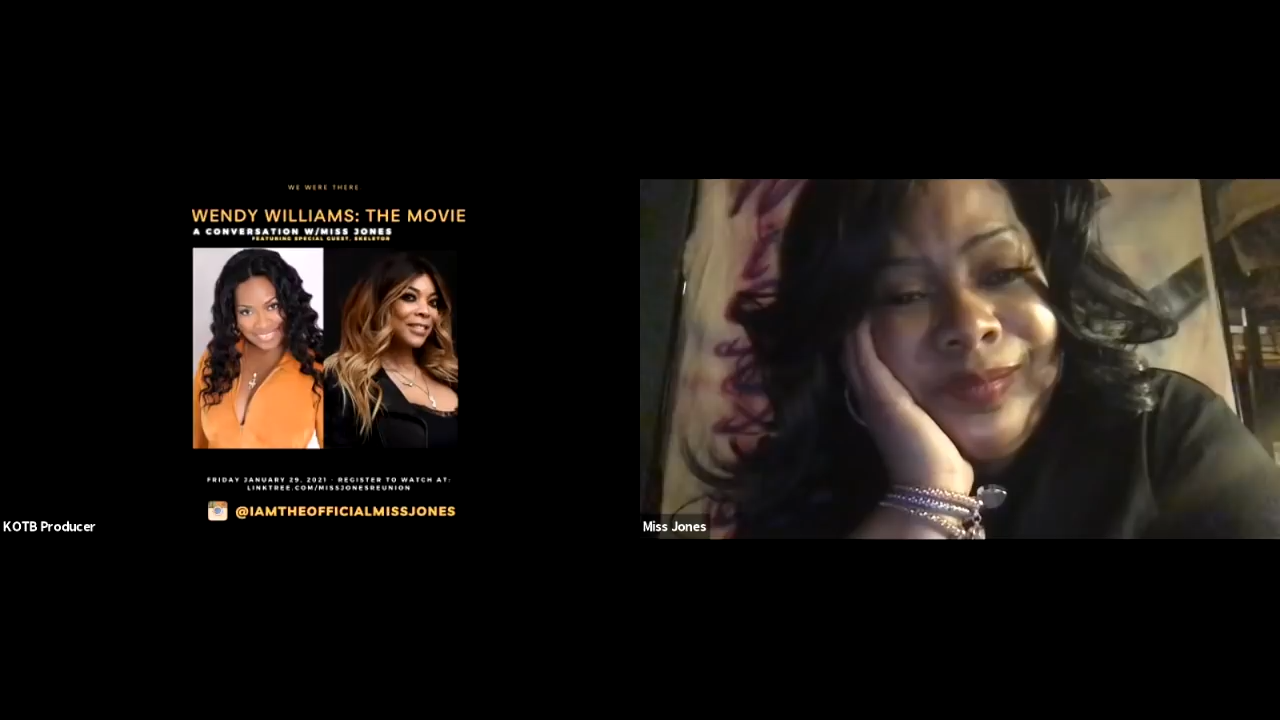 WE WERE THERE
WENDY WILLIAMS: THE MOVIE
A CONVERSATION W/MISS JONES
FEATURING SPECIAL GUEST, SKELETOR
FRIDAY JANUARY 29, 2021 - REGISTER TO WATCH AT:
LINKTREE.COM/MISSJONESREUNION
@IAMTHEOFFICIALMISSJONES
KOTB Producer
Miss Jones